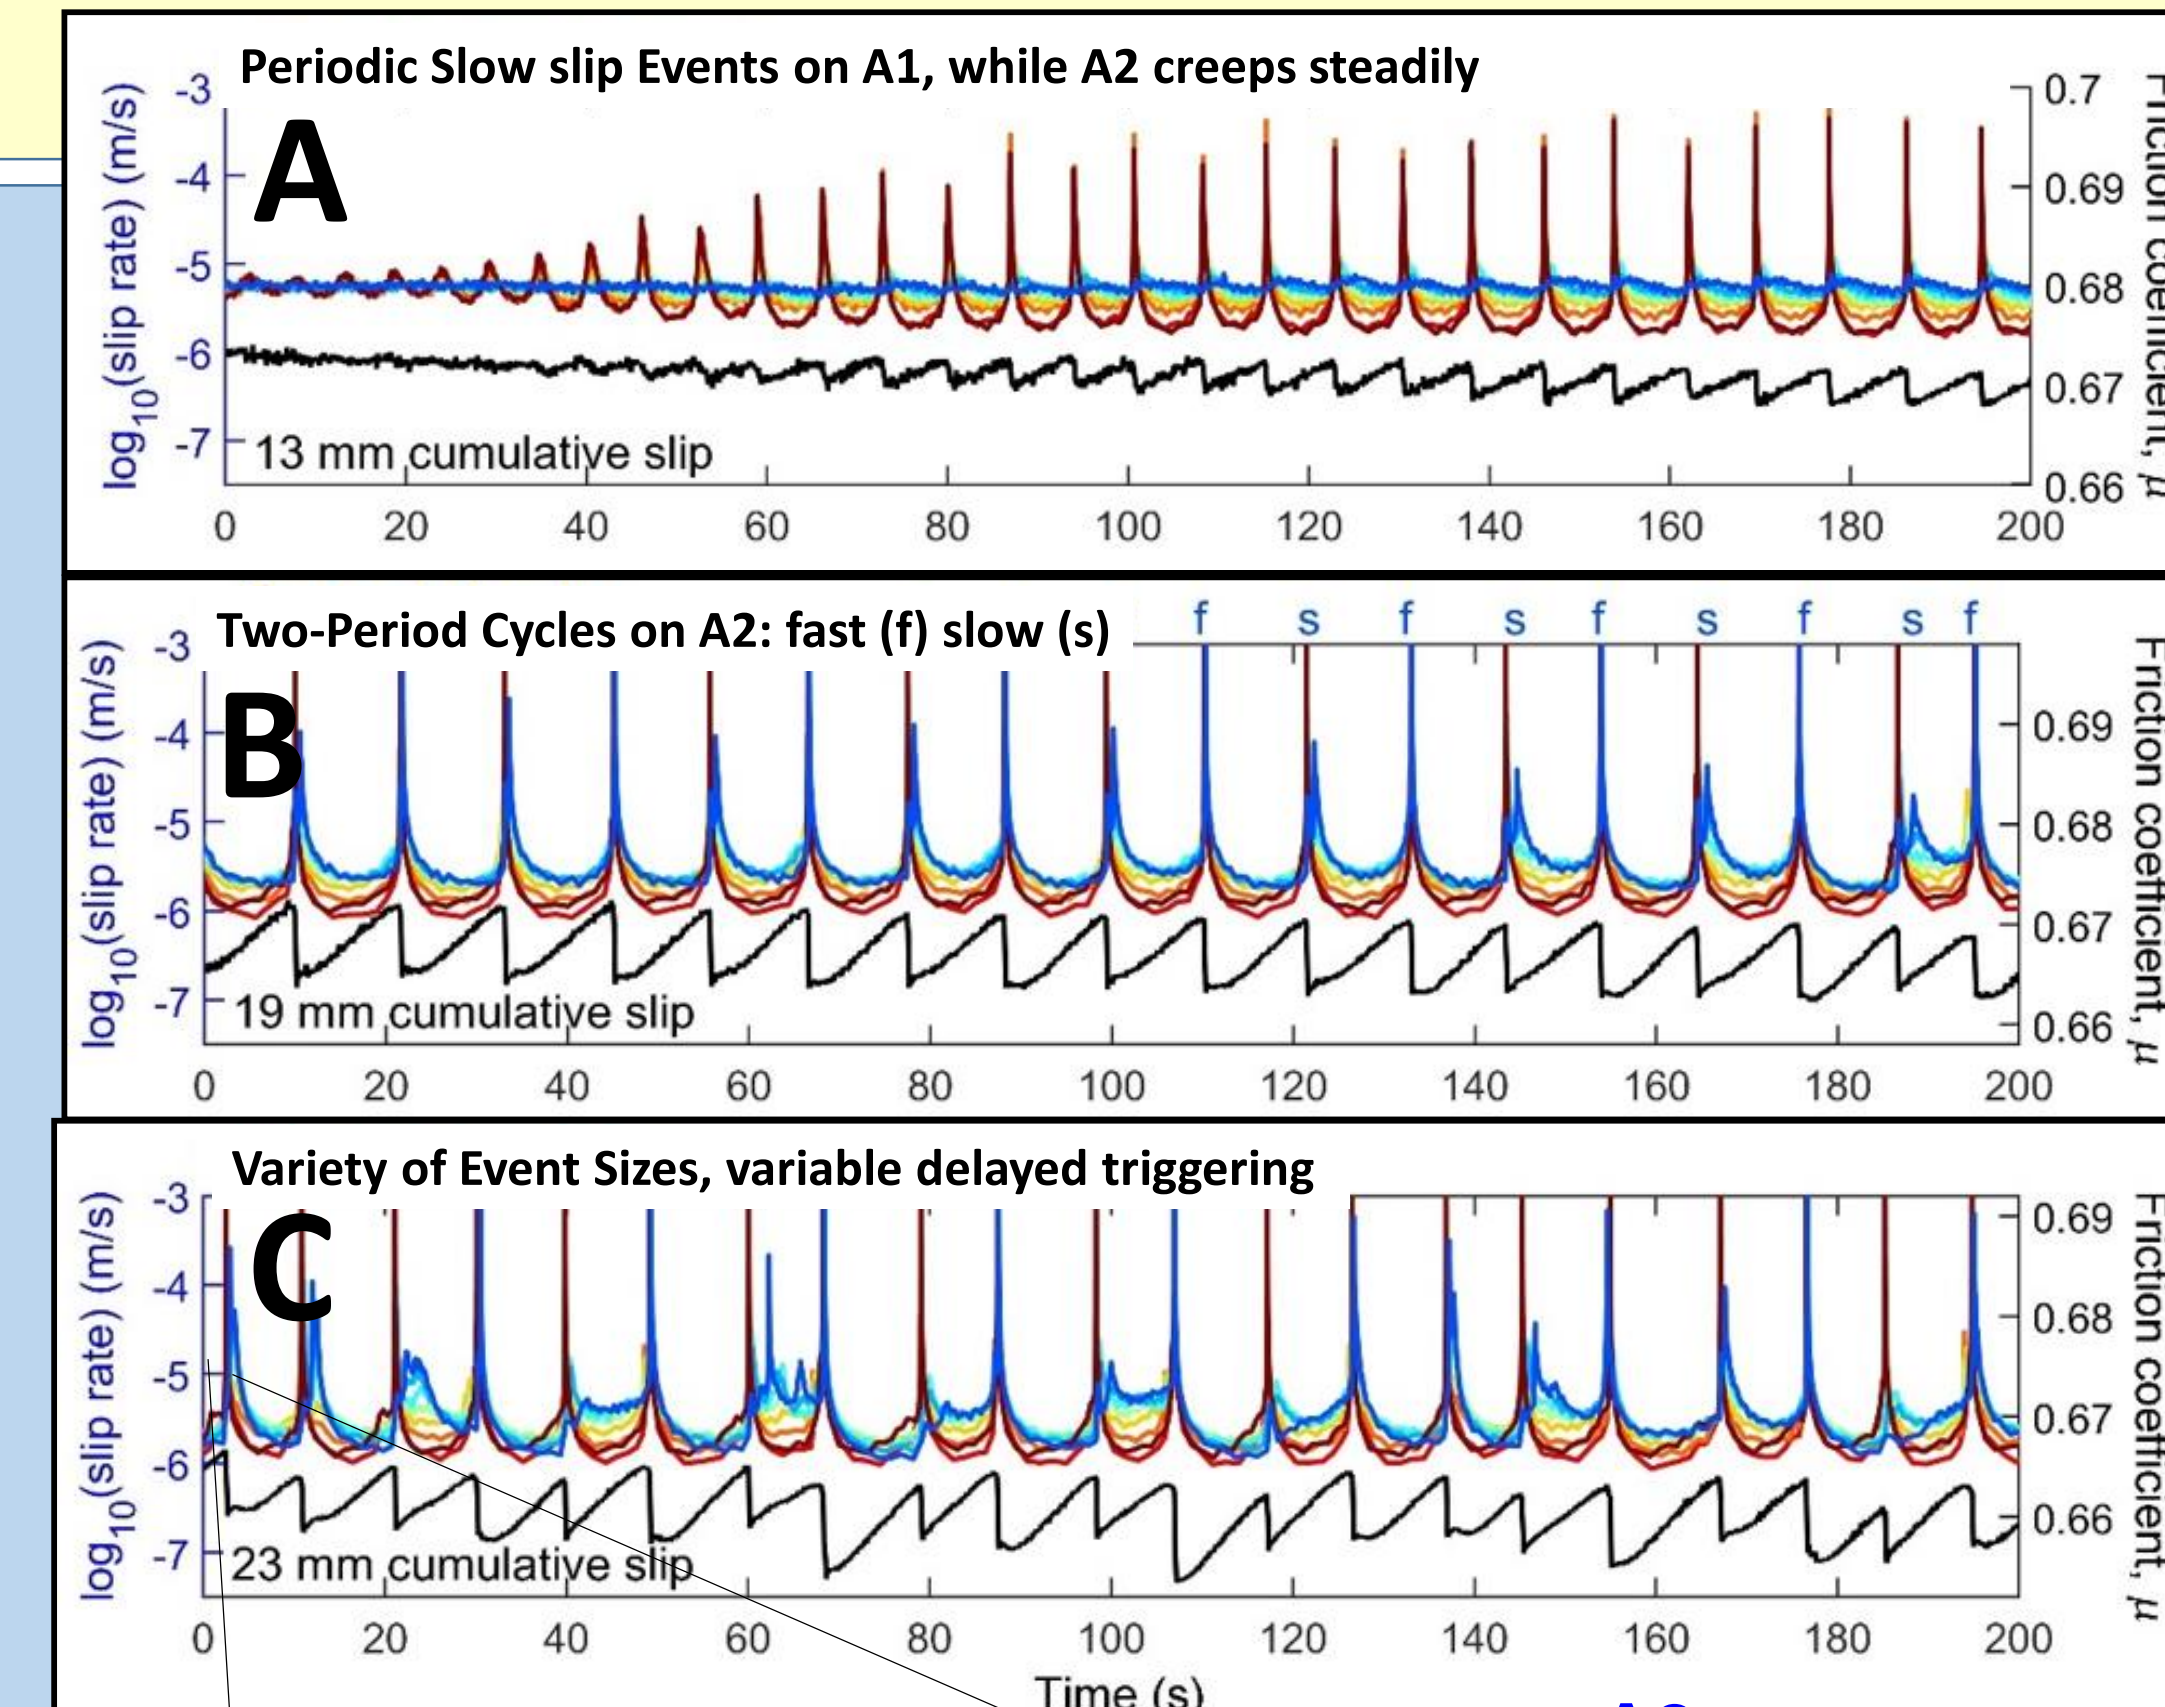 Periodic Slow slip Events on A1, while A2 creeps steadily
A
log10(slip rate) (m/s)
-3
-4
-5
-6
-7
0.7
0.69
0.68
0.67
0.66
Friction coefficient, μ
13 mm cumulative slip
0 20 40 60 80 100 120 140 160 180 200
Two-Period Cycles on A2: fast (f) slow (s)
f s f s f s f s f
B
log10(slip rate) (m/s)
-3
-4
-5
-6
-7
0.69
0.68
0.67
0.66
Friction coefficient, μ
19 mm cumulative slip
0 20 40 60 80 100 120 140 160 180 200
Variety of Event Sizes, variable delayed triggering
C
log10(slip rate) (m/s)
-3
-4
-5
-6
-7
0.69
0.68
0.67
0.66
Friction coefficient, μ
23 mm cumulative slip
0 20 40 60 80 100 120 140 160 180 200
Time (s)